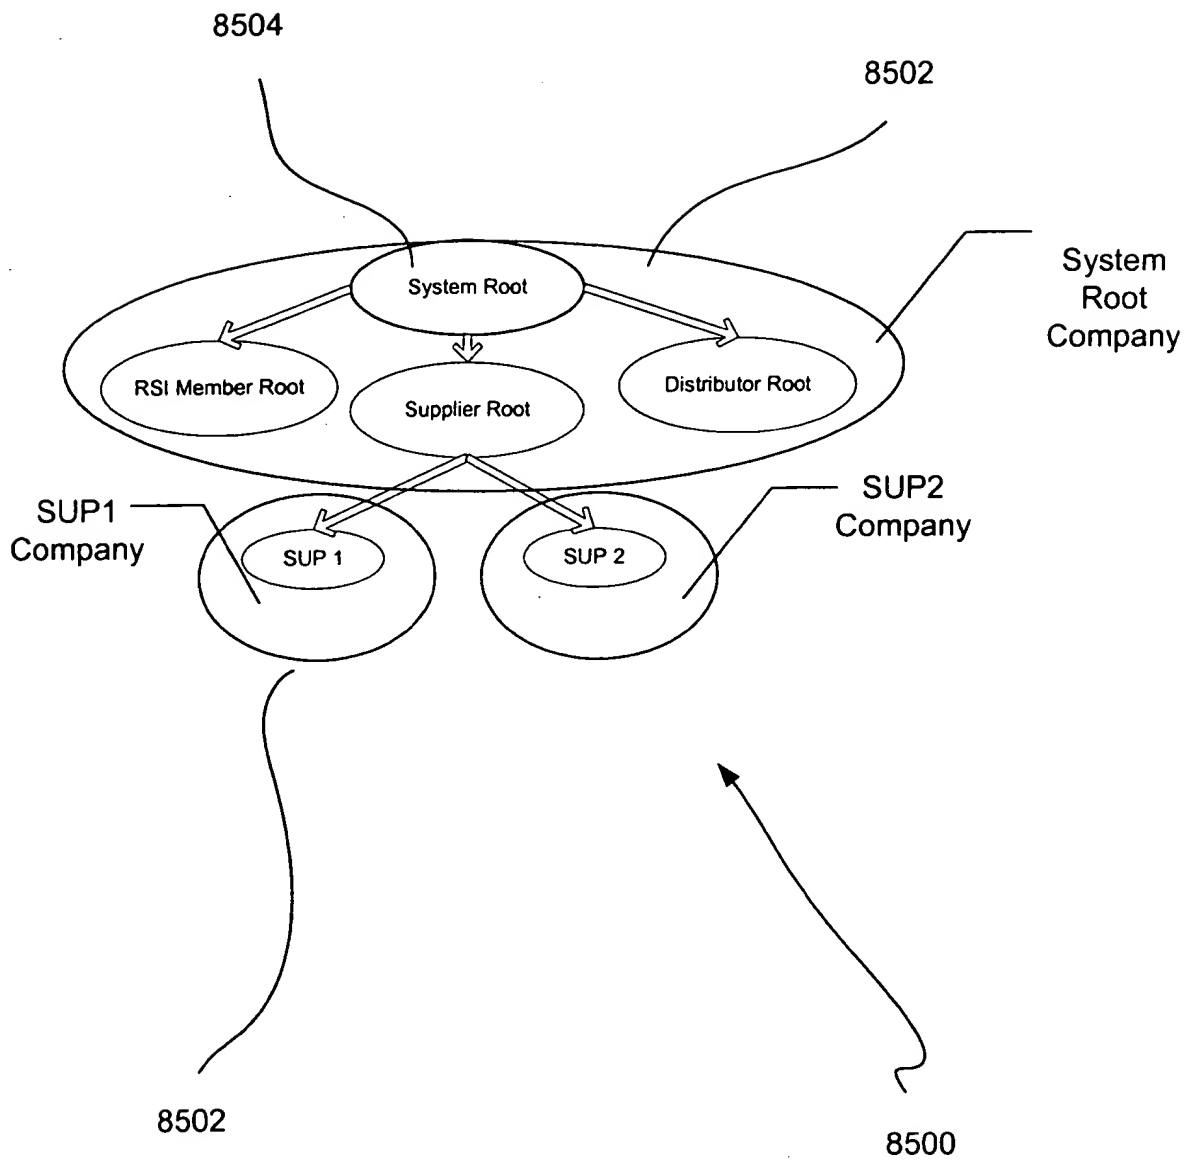 8504
8502
System Root
System
Root
Company
RSI Member Root
Supplier Root
Distributor Root
SUP1
Company
SUP2
Company
SUP 1
SUP 2
8502
8500